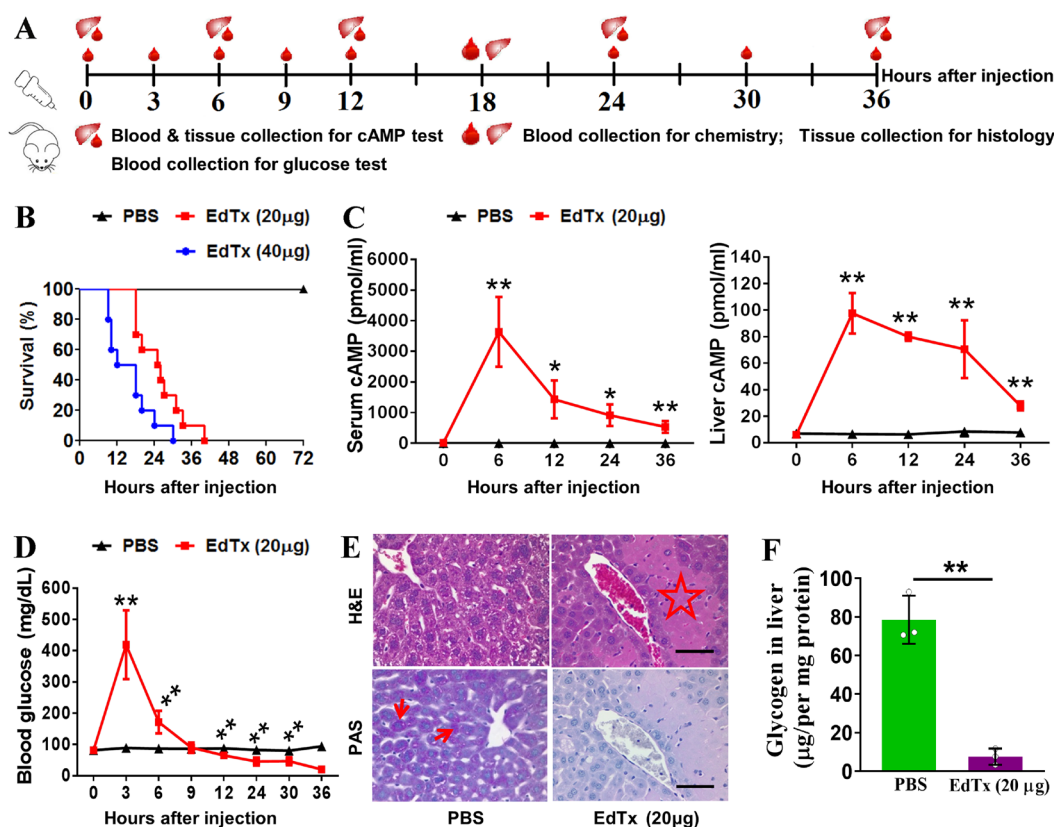 A
0 3 6 9 12 18 24 30 36 Hours after injection
Blood & tissue collection for cAMP test
Blood collection for chemistry; Tissue collection for histology
Blood collection for glucose test
B
PBS EdTx (20μg)
EdTx (40μg)
Survival (%)
100
80
60
40
20
0
0 12 24 36 48 60 72
Hours after injection
C
PBS EdTx (20μg)
Serum cAMP (pmol/ml)
6000
5000
4000
3000
2000
1000
0
** * * **
0 6 12 24 36
Hours after injection
Liver cAMP (pmol/ml)
140
120
100
80
60
40
20
0
** ** ** **
0 6 12 24 36
Hours after injection
D
PBS EdTx (20μg)
Blood glucose (mg/dL)
600
500
400
300
200
100
0
** ** ** ** **
0 3 6 9 12 24 30 36
Hours after injection
E
H&E
PAS
PBS EdTx (20μg)
F
Glycogen in liver
(μg/per mg protein)
100
80
60
40
20
0
**
PBS EdTx (20 μg)